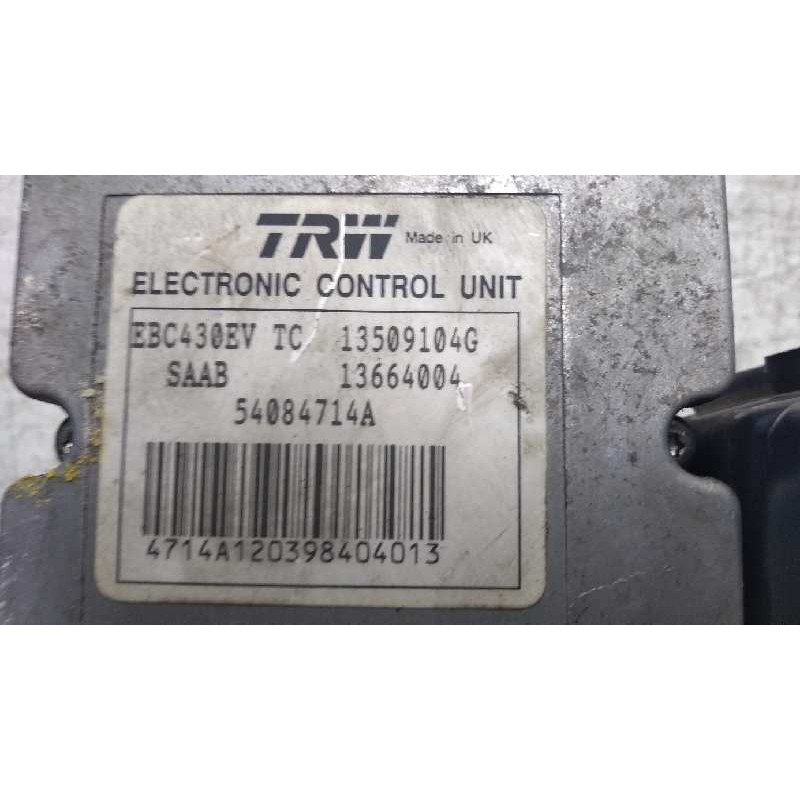 TRW Made in UK
ELECTRONIC CONTROL UNIT
EBC430EV TC 13509104G
SAAB 13664004
54084714A
4714A120398404013